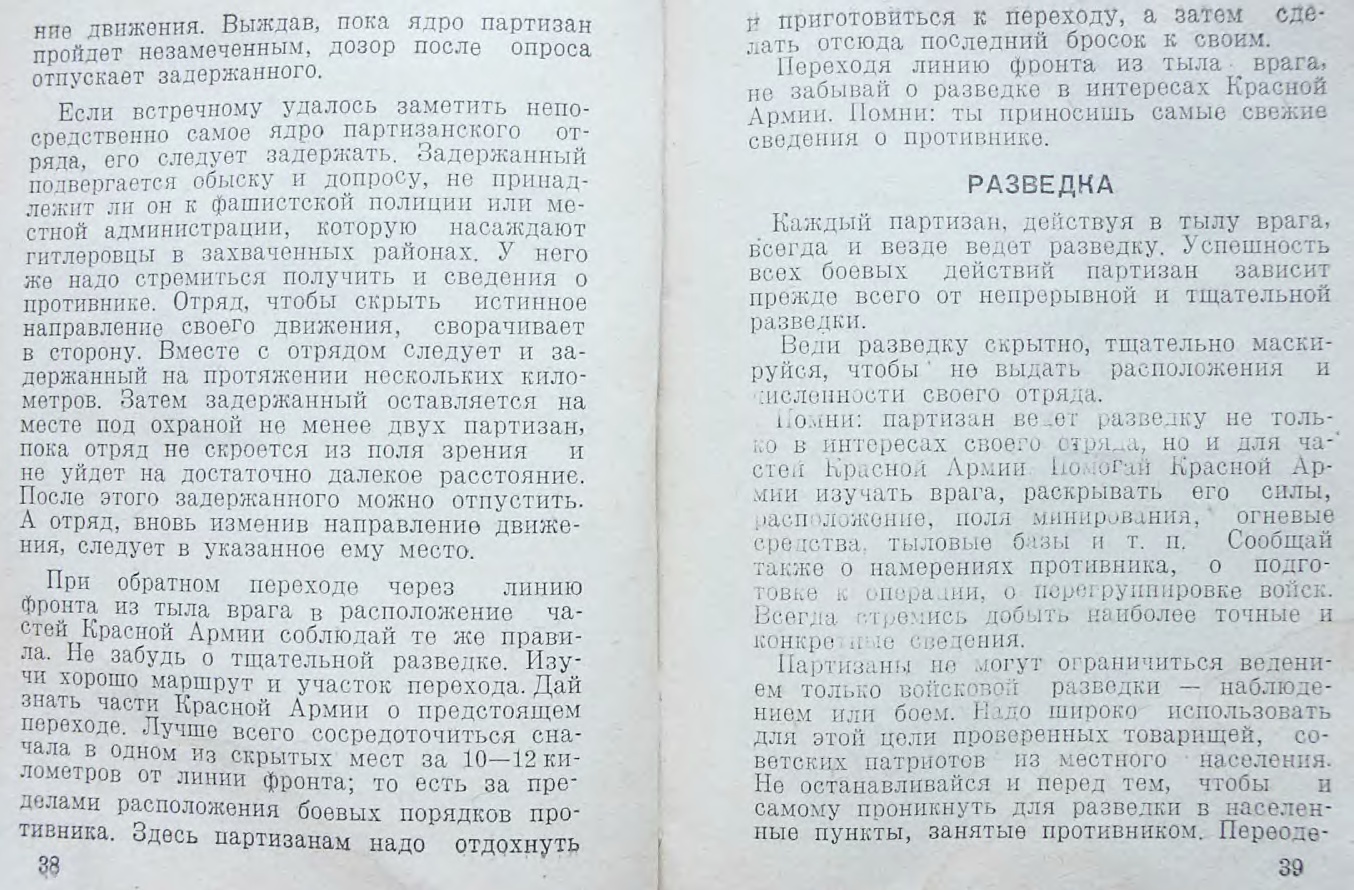 ние движения. Выждав, пока ядро партизан
пройдет незамеченным, дозор после опроса
отпускает задержанного.
Если встречному удалось заметить непо-
средственно самое ядро партизанского от-
ряда, его следует задержать. Задержанный
подвергается обыску и допросу, не принад-
лежит ли он к фашистской полиции или ме-
стной администрации, которую насаждают
гитлеровцы в захваченных районах. У него
же надо стремиться получить и сведения о
противнике. Отряд, чтобы скрыть истинное
направление своего движения, сворачивает
в сторону. Вместе с отрядом следует и за-
держанный на протяжении нескольких кило-
метров. Затем задержанный оставляется на
месте под охраной не менее двух партизан,
пока отряд не скроется из поля зрения и
не уйдет на достаточно далекое расстояние.
После этого задержанного можно отпустить.
А отряд, вновь изменив направление движе-
ния, следует в указанное ему место.
При обратном переходе через линию
фронта из тыла врага в расположение ча-
стей Красной Армии соблюдай те же прави-
ла. Не забудь о тщательной разведке. Изу-
чи хорошо маршрут и участок перехода. Дай
знать части Красной Армии о предстоящем
переходе. Лучше всего сосредоточиться сна-
чала в одном из скрытых мест за 10—12 ки-
лометров от линии фронта; то есть за пре-
делами расположения боевых порядков про-
тивника. Здесь партизанам надо отдохнуть
38
и приготовиться к переходу, а затем сде-
лать отсюда последний бросок к своим.
Переходя линию фронта из тыла врага,
не забывай о разведке в интересах Красной
Армии. Помни: ты приносишь самые свежие
сведения о противнике.
РАЗВЕДКА
Каждый партизан, действуя в тылу врага,
всегда и везде ведет разведку. Успешность
всех боевых действий партизан зависит
прежде всего от непрерывной и тщательной
разведки.
Веди разведку скрытно, тщательно маски-
руйся, чтобы не выдать расположения и
численности своего отряда.
Помни: партизан ведет разведку не толь-
ко в интересах своего отряда, но и для ча-
стей Красной Армии. Помогай Красной Ар-
мии изучать врага, раскрывать его силы,
расположение, поля минирования, огневые
средства, тыловые базы и т. п. Сообщай
также о намерениях противника, о подго-
товке к операции, о перегруппировке войск.
Всегда стремись добыть наиболее точные и
конкретные сведения.
Партизаны не могут ограничиться ведени-
ем только войсковой разведки — наблюде-
нием или боем. Надо широко использовать
для этой цели проверенных товарищей, со-
ветских патриотов из местного населения.
Не останавливайся и перед тем, чтобы и
самому проникнуть для разведки в населен-
ные пункты, занятые противником. Переоде-
39